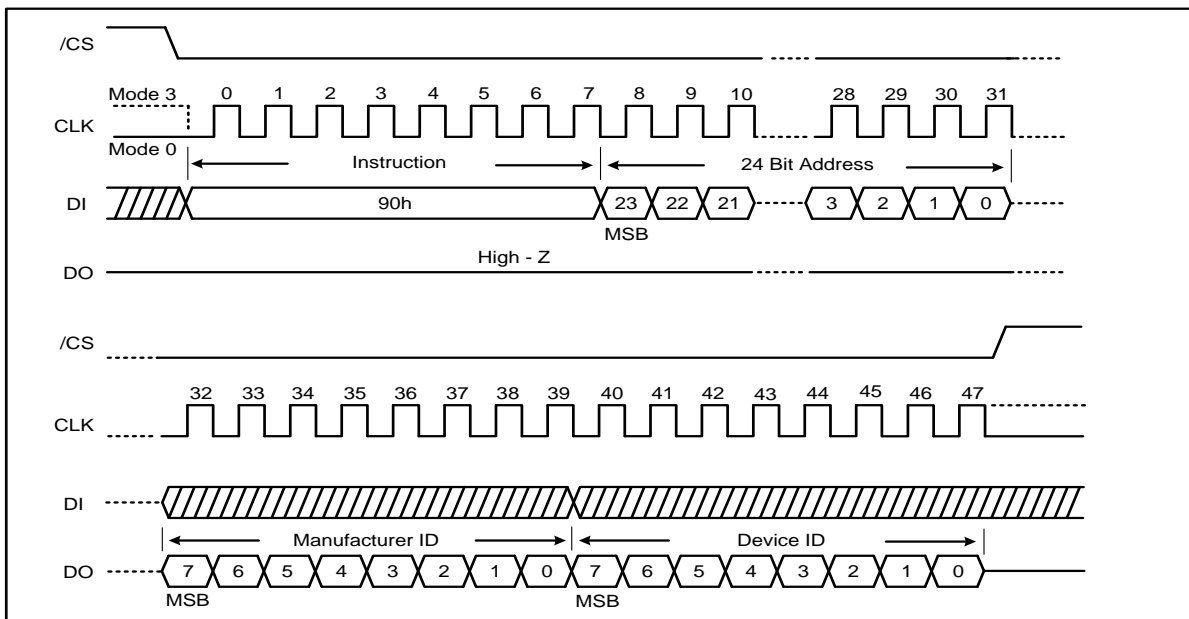 /CS
Mode 3 0 1 2 3 4 5 6 7 8 9 10 28 29 30 31
CLK
Mode 0
Instruction 24 Bit Address
DI 90h 23 22 21 3 2 1 0
MSB
High - Z
DO
/CS
32 33 34 35 36 37 38 39 40 41 42 43 44 45 46 47
CLK
DI
Manufacturer ID Device ID
DO 7 6 5 4 3 2 1 0 7 6 5 4 3 2 1 0
MSB MSB